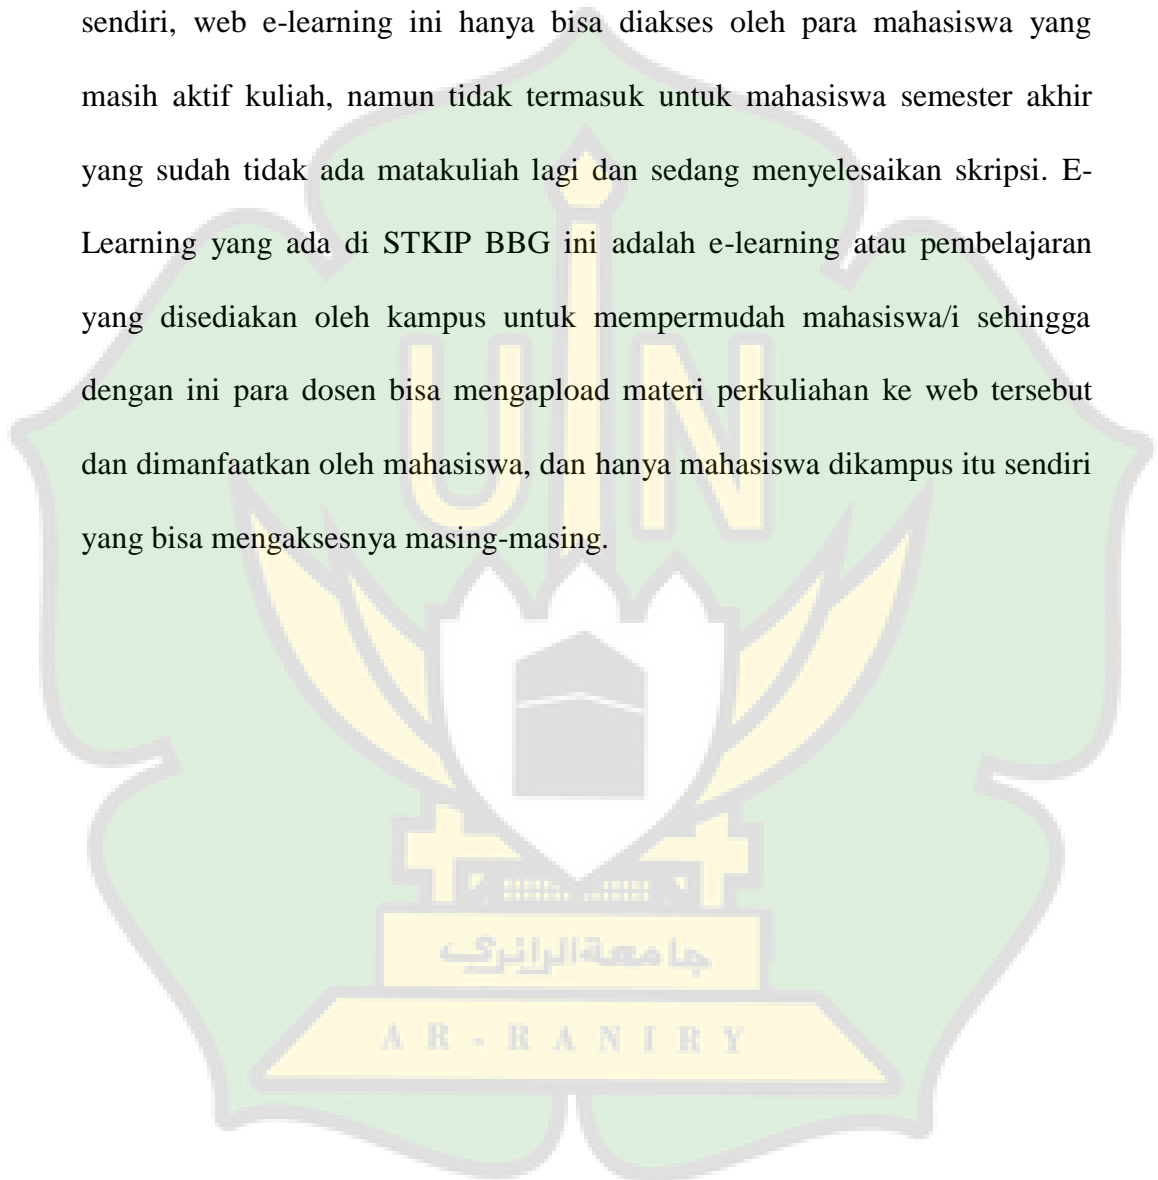 sendiri, web e-learning ini hanya bisa diakses oleh para mahasiswa yang
masih aktif kuliah, namun tidak termasuk untuk mahasiswa semester akhir
yang sudah tidak ada matakuliah lagi dan sedang menyelesaikan skripsi. E-
Learning yang ada di STKIP BBG ini adalah e-learning atau pembelajaran
yang disediakan oleh kampus untuk mempermudah mahasiswa/i sehingga
dengan ini para dosen bisa mengapload materi perkuliahan ke web tersebut
dan dimanfaatkan oleh mahasiswa, dan hanya mahasiswa dikampus itu sendiri
yang bisa mengaksesnya masing-masing.
UIN
جامعة الرانري
AR-RANIRY